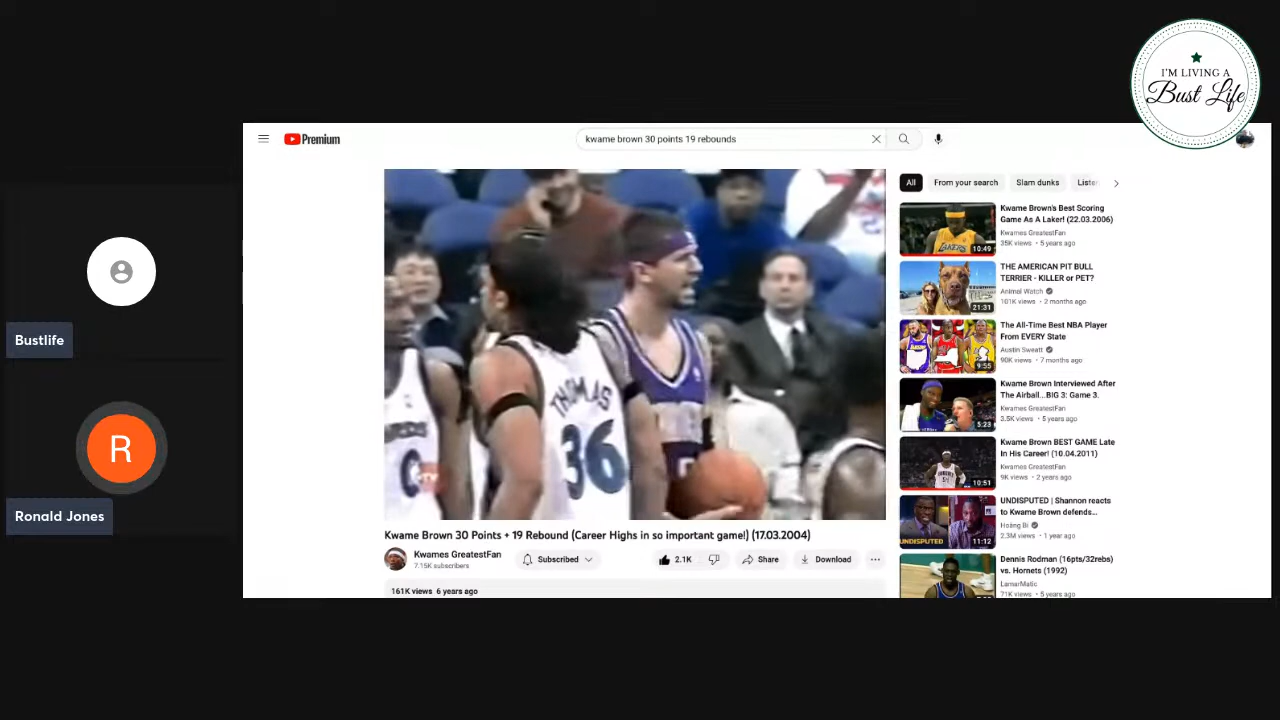 I'M LIVING A
Bust Life
Premium
kwame brown 30 points 19 rebounds
Bustlife
R
Ronald Jones
THOMAS
36
Kwame Brown 30 Points + 19 Rebound (Career Highs in so important game!) (17.03.2004)
Kwames GreatestFan
7.15K subscribers
Subscribed
2.1K
Share
Download
161K views 6 years ago
All
From your search
Slam dunks
Kwame Brown's Best Scoring
Game As A Laker! (22.03.2006)
Kwames GreatestFan
35K views • 5 years ago
10:49
THE AMERICAN PIT BULL
TERRIER - KILLER or PET?
Animal Watch
101K views • 2 months ago
21:31
The All-Time Best NBA Player
From EVERY State
Austin Sweatt
90K views • 7 months ago
9:55
Kwame Brown Interviewed After
The Airball...BIG 3: Game 3.
Kwames GreatestFan
3.5K views • 5 years ago
5:23
Kwame Brown BEST GAME Late
In His Career! (10.04.2011)
Kwames GreatestFan
9K views • 2 years ago
10:51
UNDISPUTED | Shannon reacts
to Kwame Brown defends...
Hoàng Bi
2.3M views • 1 year ago
UNDISPUTED
11:12
Dennis Rodman (16pts/32rebs)
vs. Hornets (1992)
LamarMatic
71K views • 5 years ago